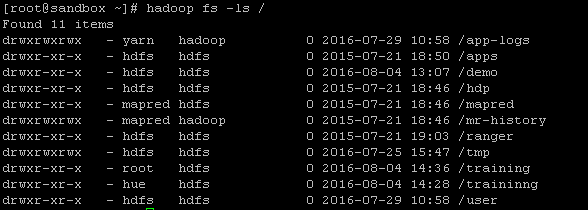 [root@sandbox ~]# hadoop fs -ls /
Found 11 items
drwxrwxrwx   - yarn   hadoop          0 2016-07-29 10:58 /app-logs
drwxr-xr-x   - hdfs   hdfs            0 2015-07-21 18:50 /apps
drwxr-xr-x   - hdfs   hdfs            0 2016-08-04 13:07 /demo
drwxr-xr-x   - hdfs   hdfs            0 2015-07-21 18:46 /hdp
drwxr-xr-x   - mapred hdfs            0 2015-07-21 18:46 /mapred
drwxrwxrwx   - mapred hadoop          0 2015-07-21 18:46 /mr-history
drwxr-xr-x   - hdfs   hdfs            0 2015-07-21 19:03 /ranger
drwxrwxrwx   - hdfs   hdfs            0 2016-07-25 15:47 /tmp
drwxr-xr-x   - root   hdfs            0 2016-08-04 14:36 /training
drwxr-xr-x   - hue    hdfs            0 2016-08-04 14:28 /traininng
drwxr-xr-x   - hdfs   hdfs            0 2016-07-29 10:58 /user